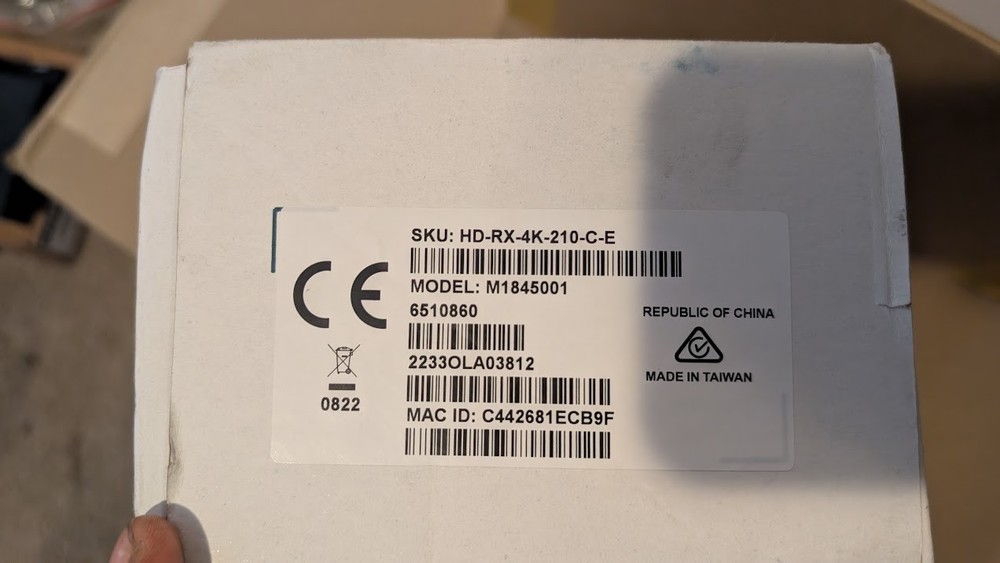 SKU: HD-RX-4K-210-C-E
MODEL: M1845001
6510860
2233OLA03812
MAC ID: C442681ECB9F
CE
0822
REPUBLIC OF CHINA
MADE IN TAIWAN